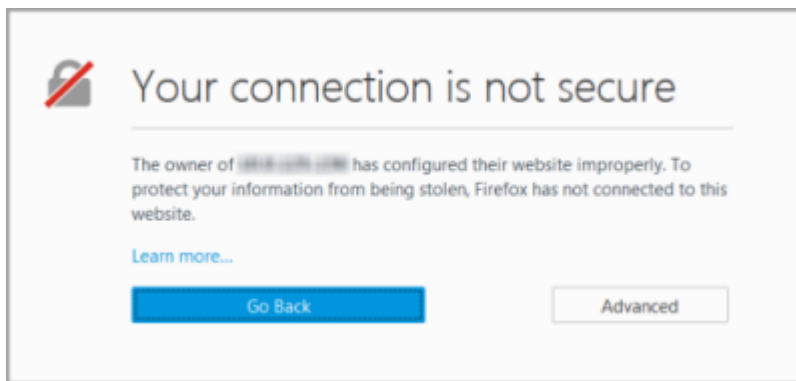 Your connection is not secure
The owner of has configured their website improperly. To
protect your information from being stolen, Firefox has not connected to this
website.
Learn more...
Go Back
Advanced